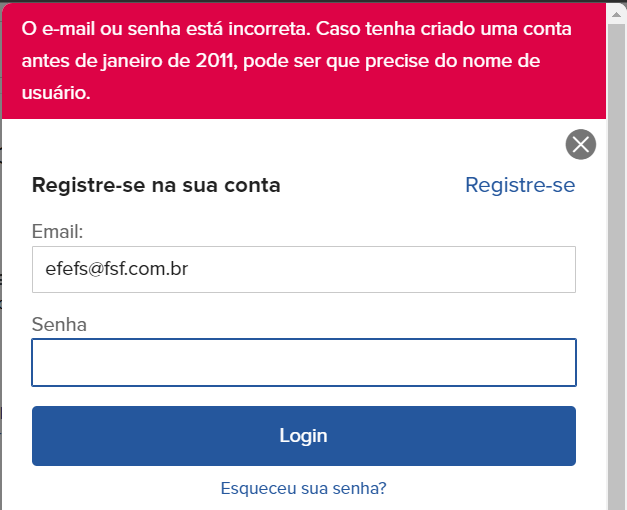 O e-mail ou senha está incorreta. Caso tenha criado uma conta
antes de janeiro de 2011, pode ser que precise do nome de
usuário.
Registre-se na sua conta
Registre-se
Email:
efefs@fsf.com.br
Senha
Login
Esqueceu sua senha?